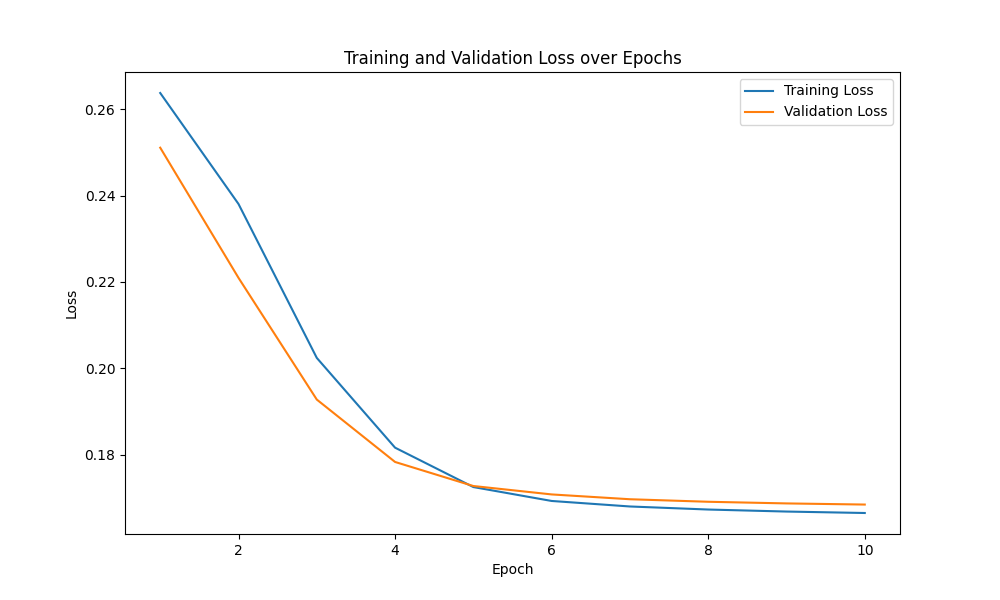 Training and Validation Loss over Epochs
Training Loss
Validation Loss
Loss
0.26
0.24
0.22
0.20
0.18
2 4 6 8 10
Epoch